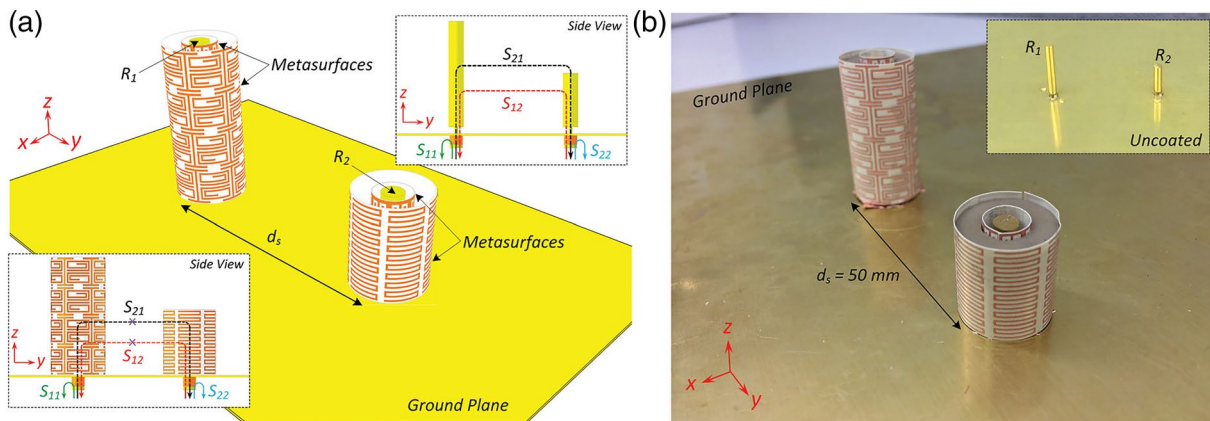 (a)
R1
Metasurfaces
z
x
y
Side View
S21
S12
z
y
S11
S22
R2
Metasurfaces
ds
Side View
S21
S12
z
y
S11
S22
Ground Plane
(b)
Ground Plane
R1
R2
Uncoated
ds = 50 mm
z
x
y